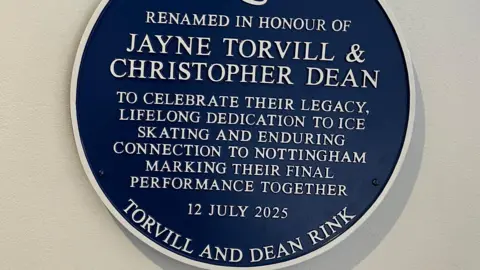 RENAMED IN HONOUR OF
JAYNE TORVILL &
CHRISTOPHER DEAN
TO CELEBRATE THEIR LEGACY,
LIFELONG DEDICATION TO ICE
SKATING AND ENDURING
CONNECTION TO NOTTINGHAM
MARKING THEIR FINAL
PERFORMANCE TOGETHER
12 JULY 2025
TORVILL AND DEAN RINK